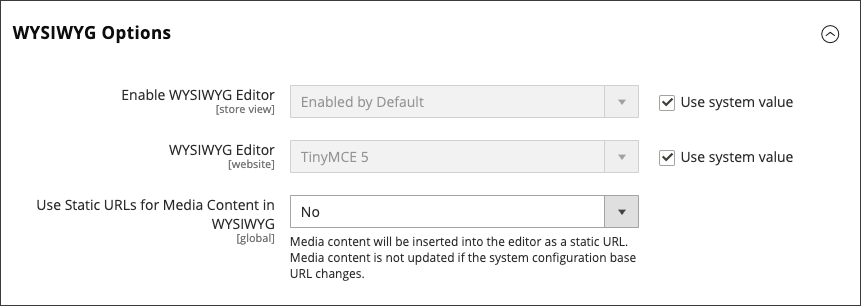 WYSIWYG Options
Enable WYSIWYG Editor
[store view]
Enabled by Default
Use system value
WYSIWYG Editor
[website]
TinyMCE 5
Use system value
Use Static URLs for Media Content in
WYSIWYG
[global]
No
Media content will be inserted into the editor as a static URL.
Media content is not updated if the system configuration base
URL changes.